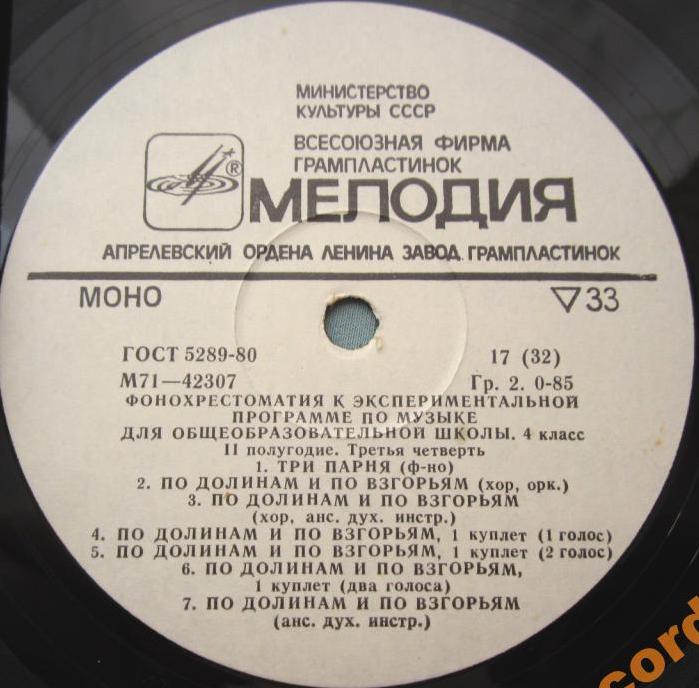 МИНИСТЕРСТВО
КУЛЬТУРЫ СССР
ВСЕСОЮЗНАЯ ФИРМА
ГРАМПЛАСТИНОК
®
МЕЛОДИЯ
АПРЕЛЕВСКИЙ ОРДЕНА ЛЕНИНА ЗАВОД ГРАМПЛАСТИНОК
МОНО ▽33
ГОСТ 5289-80 17 (32)
М71—42307 Гр. 2. 0-85
ФОНОХРЕСТОМАТИЯ К ЭКСПЕРИМЕНТАЛЬНОЙ
ПРОГРАММЕ ПО МУЗЫКЕ
ДЛЯ ОБЩЕОБРАЗОВАТЕЛЬНОЙ ШКОЛЫ. 4 класс
II полугодие. Третья четверть
1. ТРИ ПАРНЯ (ф-но)
2. ПО ДОЛИНАМ И ПО ВЗГОРЬЯМ (хор, орк.)
3. ПО ДОЛИНАМ И ПО ВЗГОРЬЯМ
(хор, анс. дух. инстр.)
4. ПО ДОЛИНАМ И ПО ВЗГОРЬЯМ, 1 куплет (1 голос)
5. ПО ДОЛИНАМ И ПО ВЗГОРЬЯМ, 1 куплет (2 голос)
6. ПО ДОЛИНАМ И ПО ВЗГОРЬЯМ,
1 куплет (два голоса)
7. ПО ДОЛИНАМ И ПО ВЗГОРЬЯМ
(анс. дух. инстр.)
cord